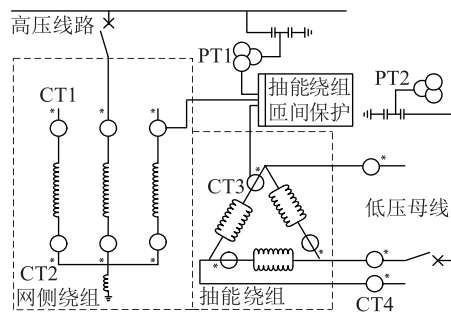 高压线路
PT1
抽能绕组
匝间保护
PT2
CT1
* * *
CT3
*
*
低压母线
CT2
* * *
网侧绕组
抽能绕组
*
*
*
*
CT4